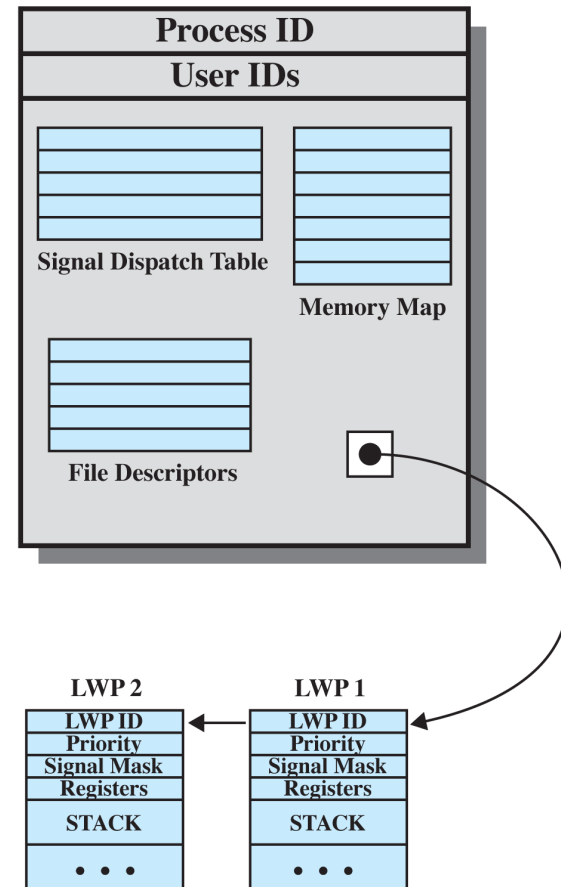 Process ID
User IDs
Signal Dispatch Table
Memory Map
File Descriptors
LWP 2
LWP 1
LWP ID
Priority
Signal Mask
Registers
STACK
• • •
LWP ID
Priority
Signal Mask
Registers
STACK
• • •